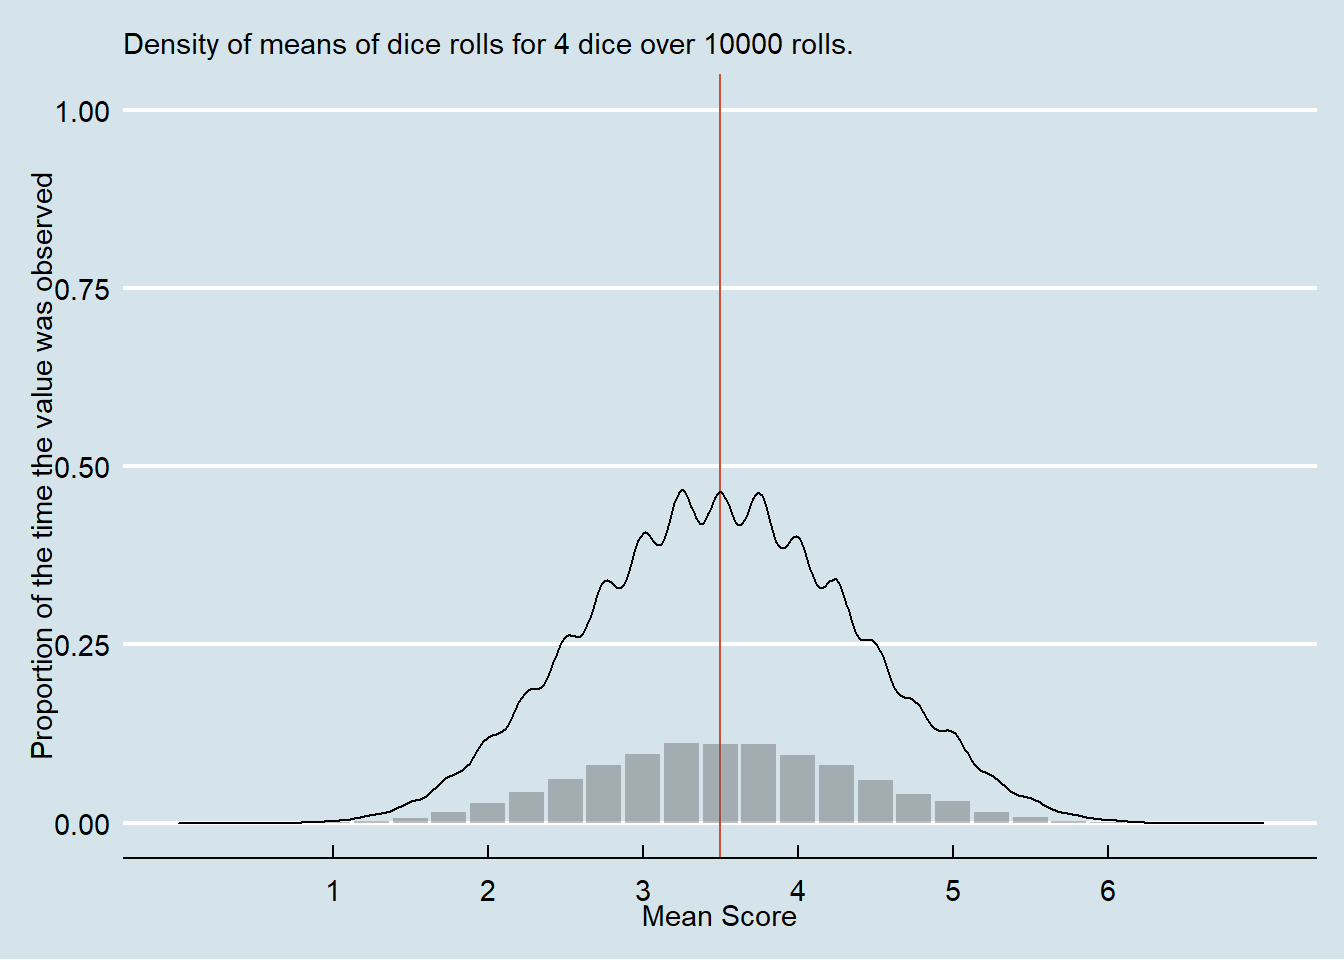 Density of means of dice rolls for 4 dice over 10000 rolls.
Proportion of the time the value was observed
1.00
0.75
0.50
0.25
0.00
1 2 3 4 5 6
Mean Score